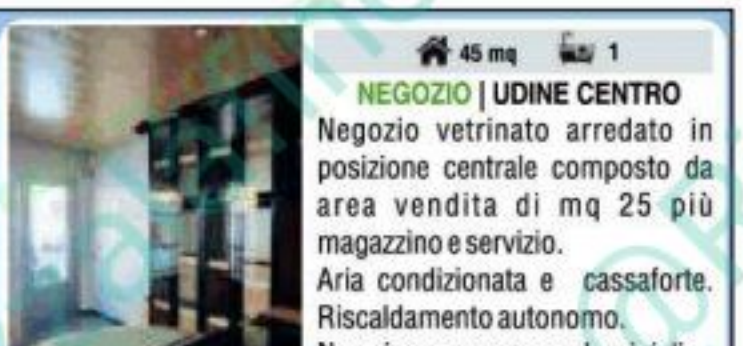 45 mq 1
NEGOZIO | UDINE CENTRO
Negozio vetrinato arredato in
posizione centrale composto da
area vendita di mq 25 più
magazzino e servizio.
Aria condizionata e cassaforte.
Riscaldamento autonomo.